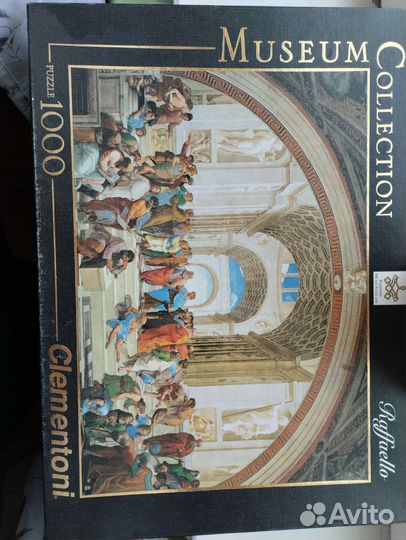 MUSEUM
COLLECTION
PUZZLE
1000
Clementoni
Raffaello
Avito